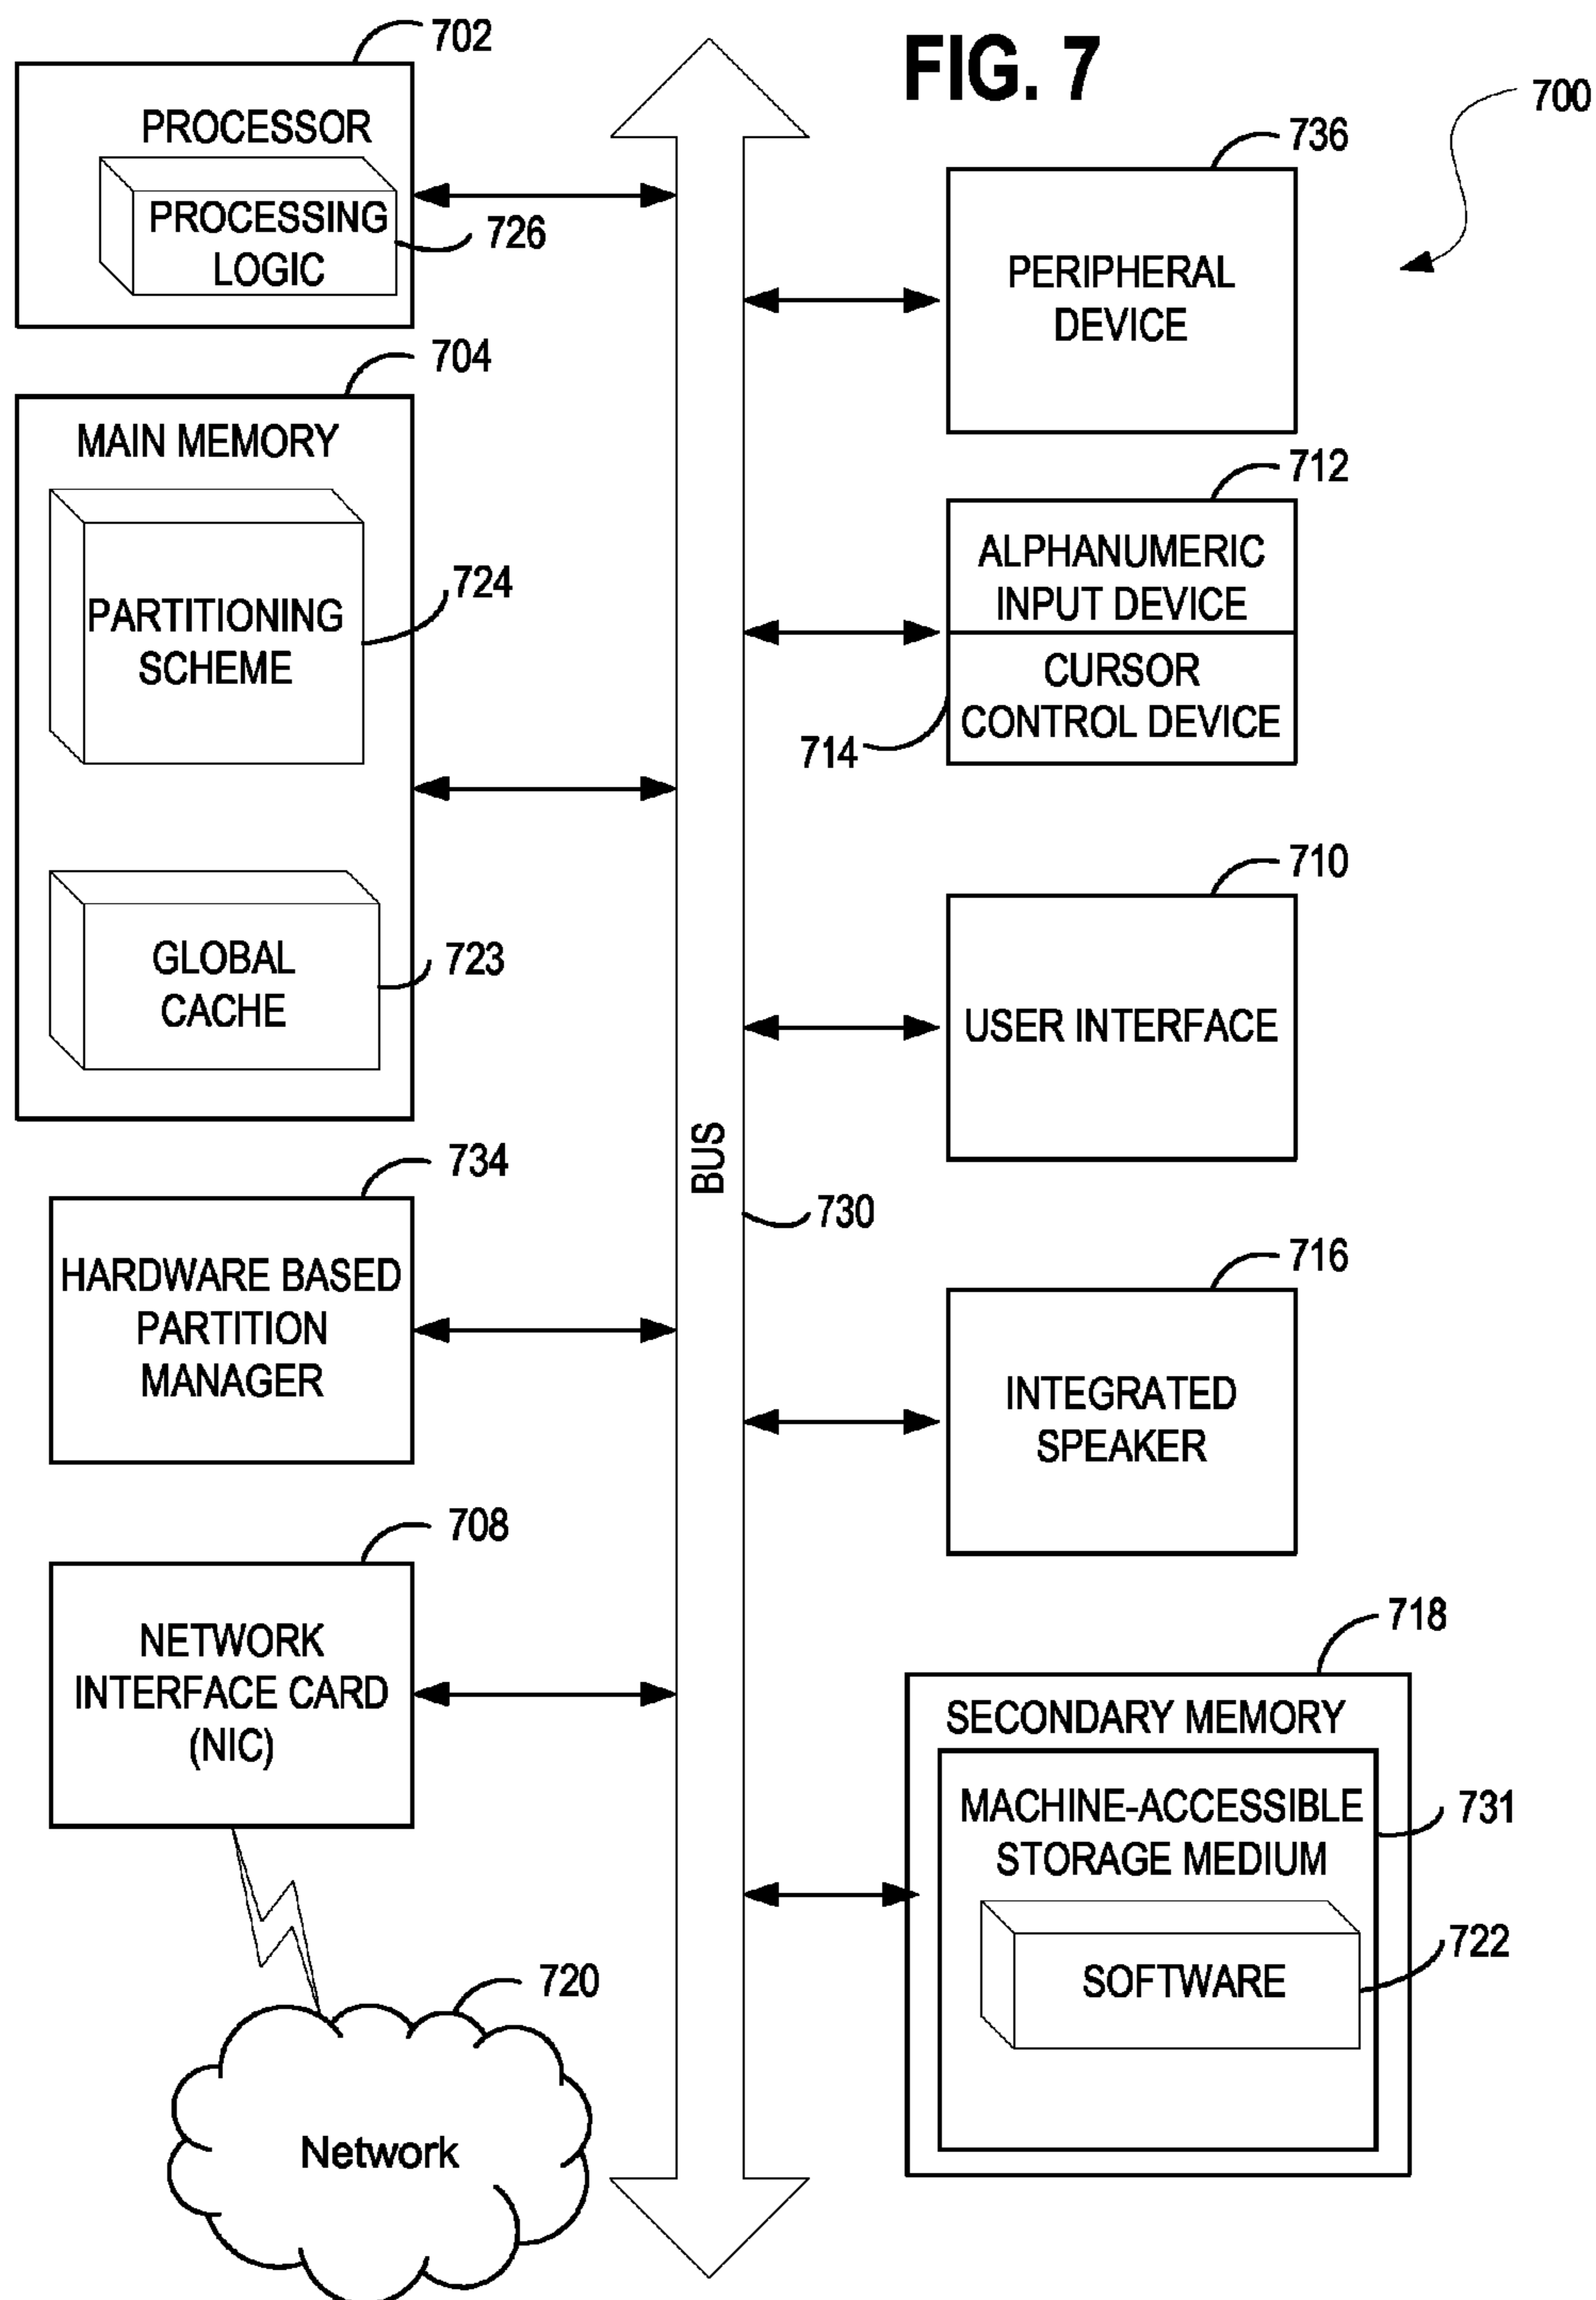 FIG. 7
700
702
PROCESSOR
PROCESSING
LOGIC
726
704
MAIN MEMORY
PARTITIONING
SCHEME
724
GLOBAL
CACHE
723
734
HARDWARE BASED
PARTITION
MANAGER
708
NETWORK
INTERFACE CARD
(NIC)
720
Network
BUS
730
736
PERIPHERAL
DEVICE
712
ALPHANUMERIC
INPUT DEVICE
CURSOR
CONTROL DEVICE
714
710
USER INTERFACE
716
INTEGRATED
SPEAKER
718
SECONDARY MEMORY
MACHINE-ACCESSIBLE
STORAGE MEDIUM
731
SOFTWARE
722